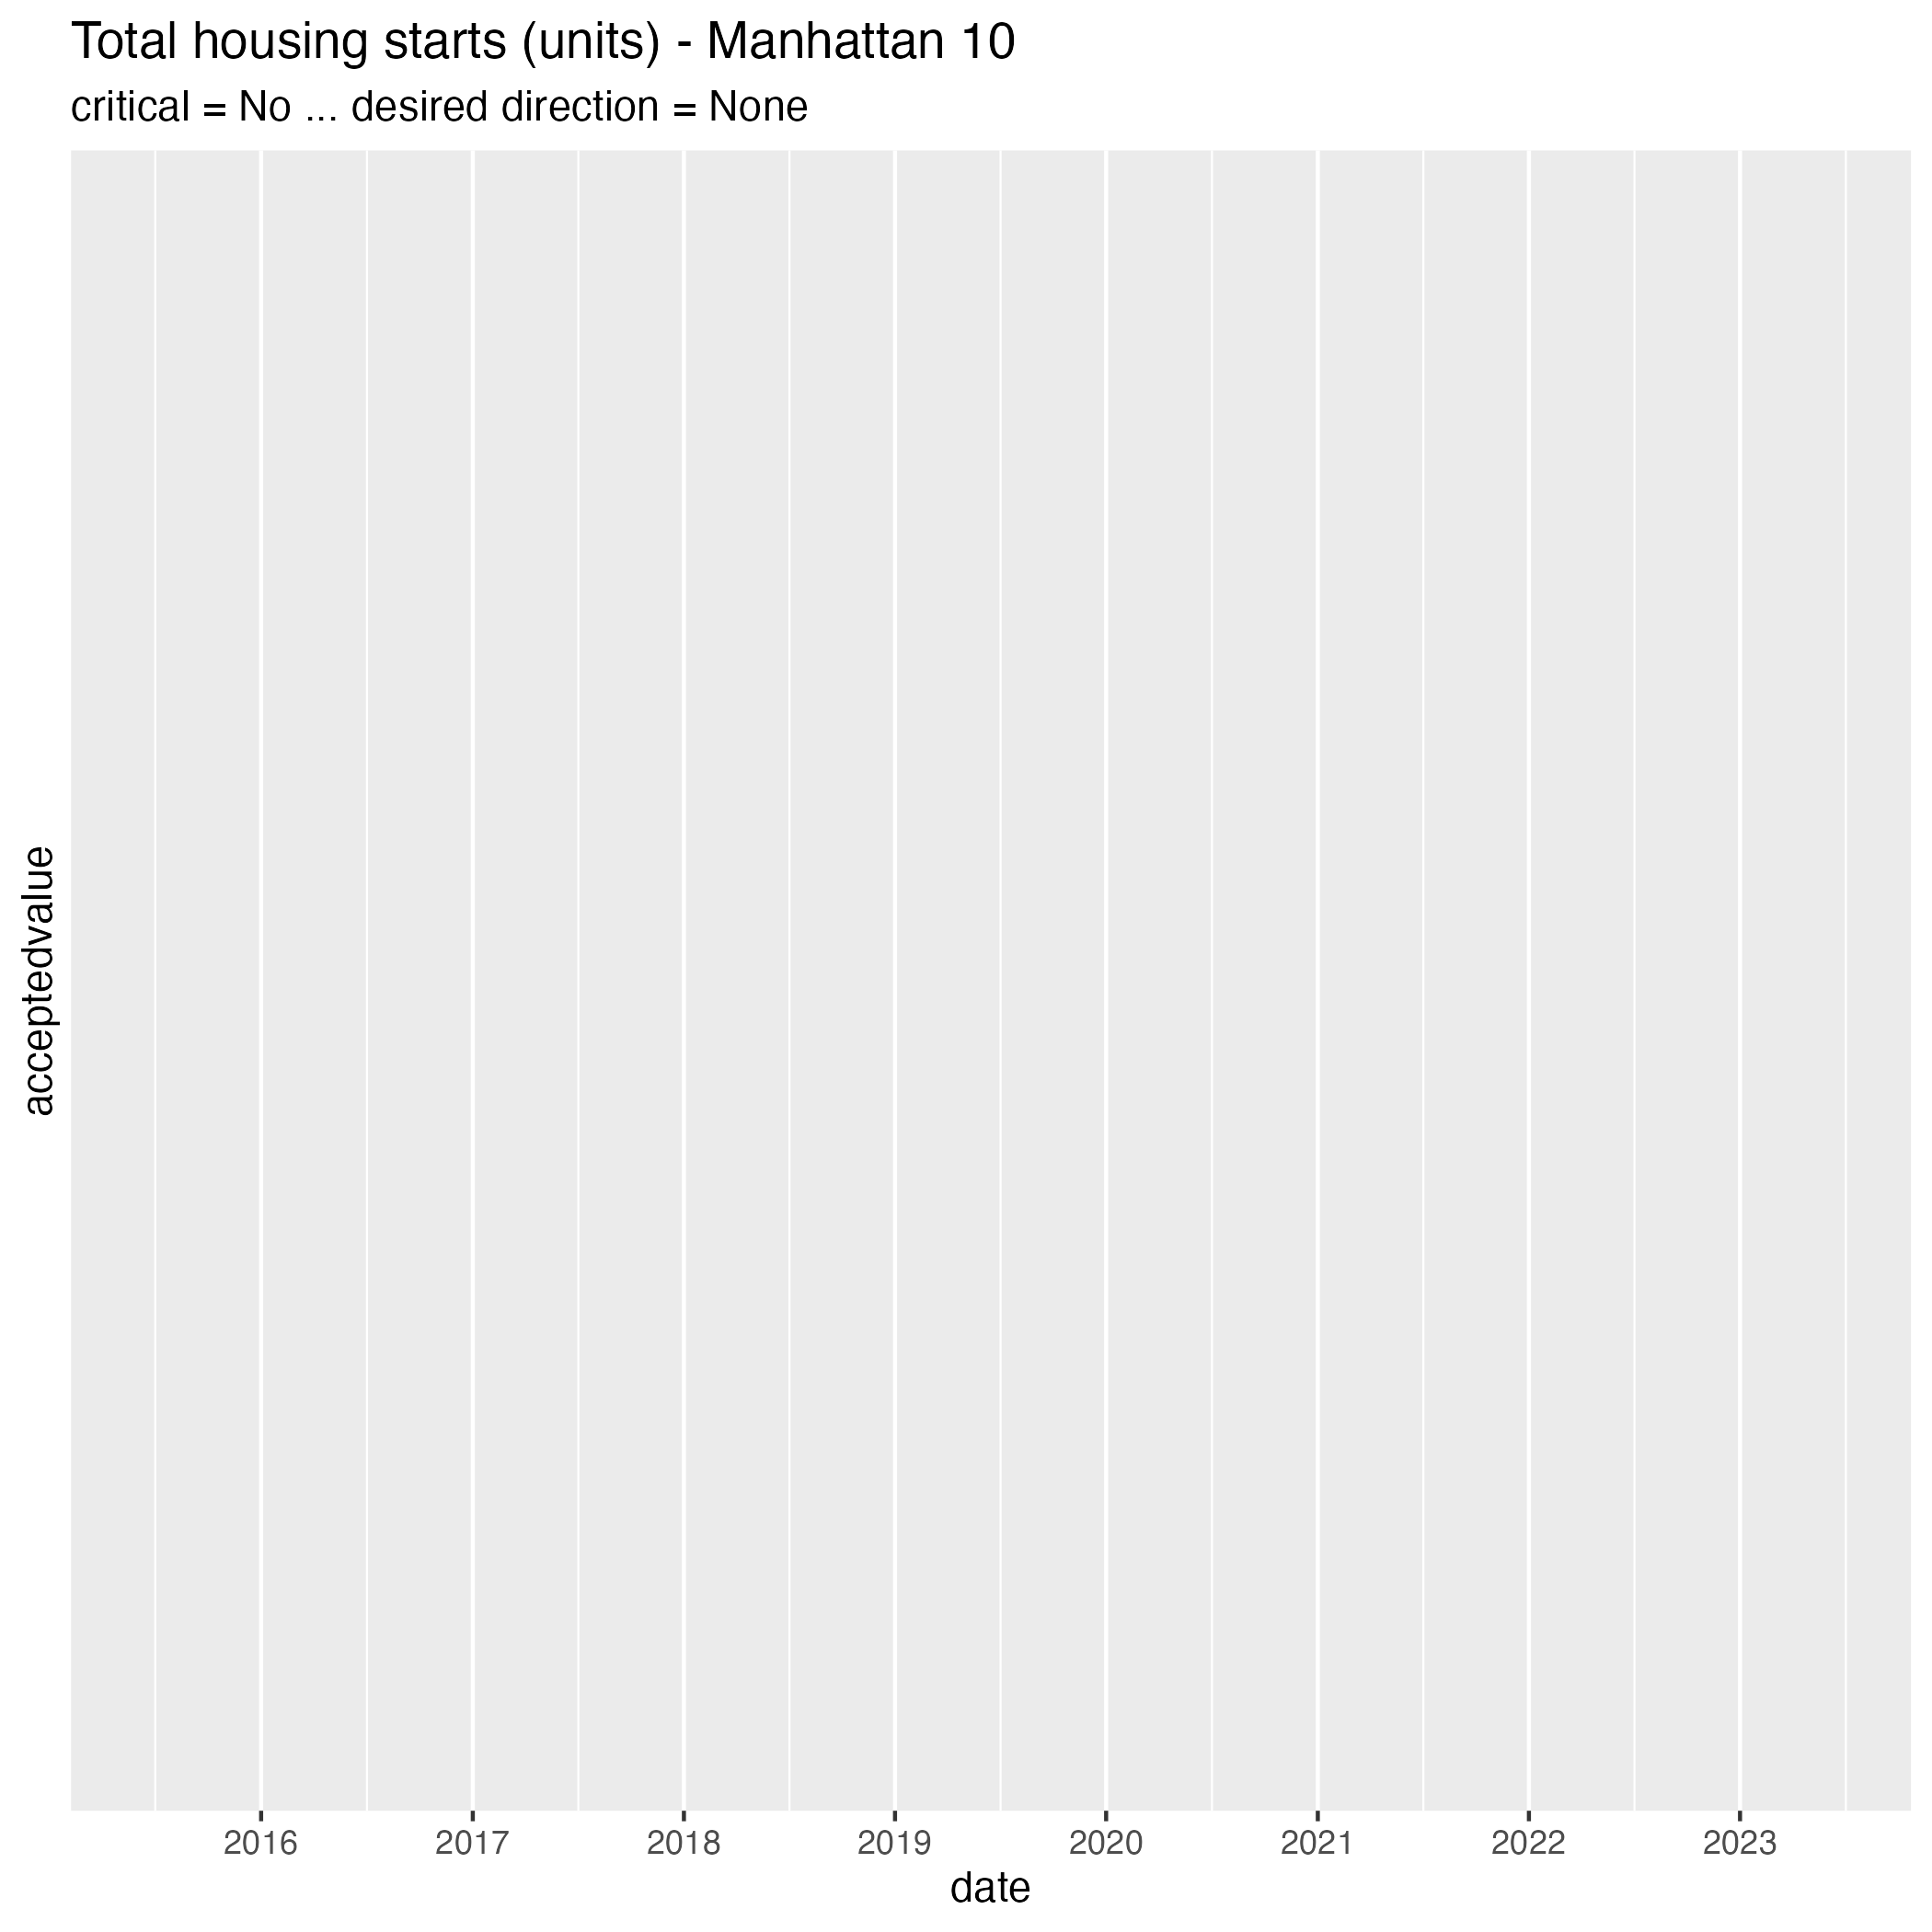 Total housing starts (units) - Manhattan 10
critical = No ... desired direction = None
acceptedvalue
2016 2017 2018 2019 2020 2021 2022 2023
date